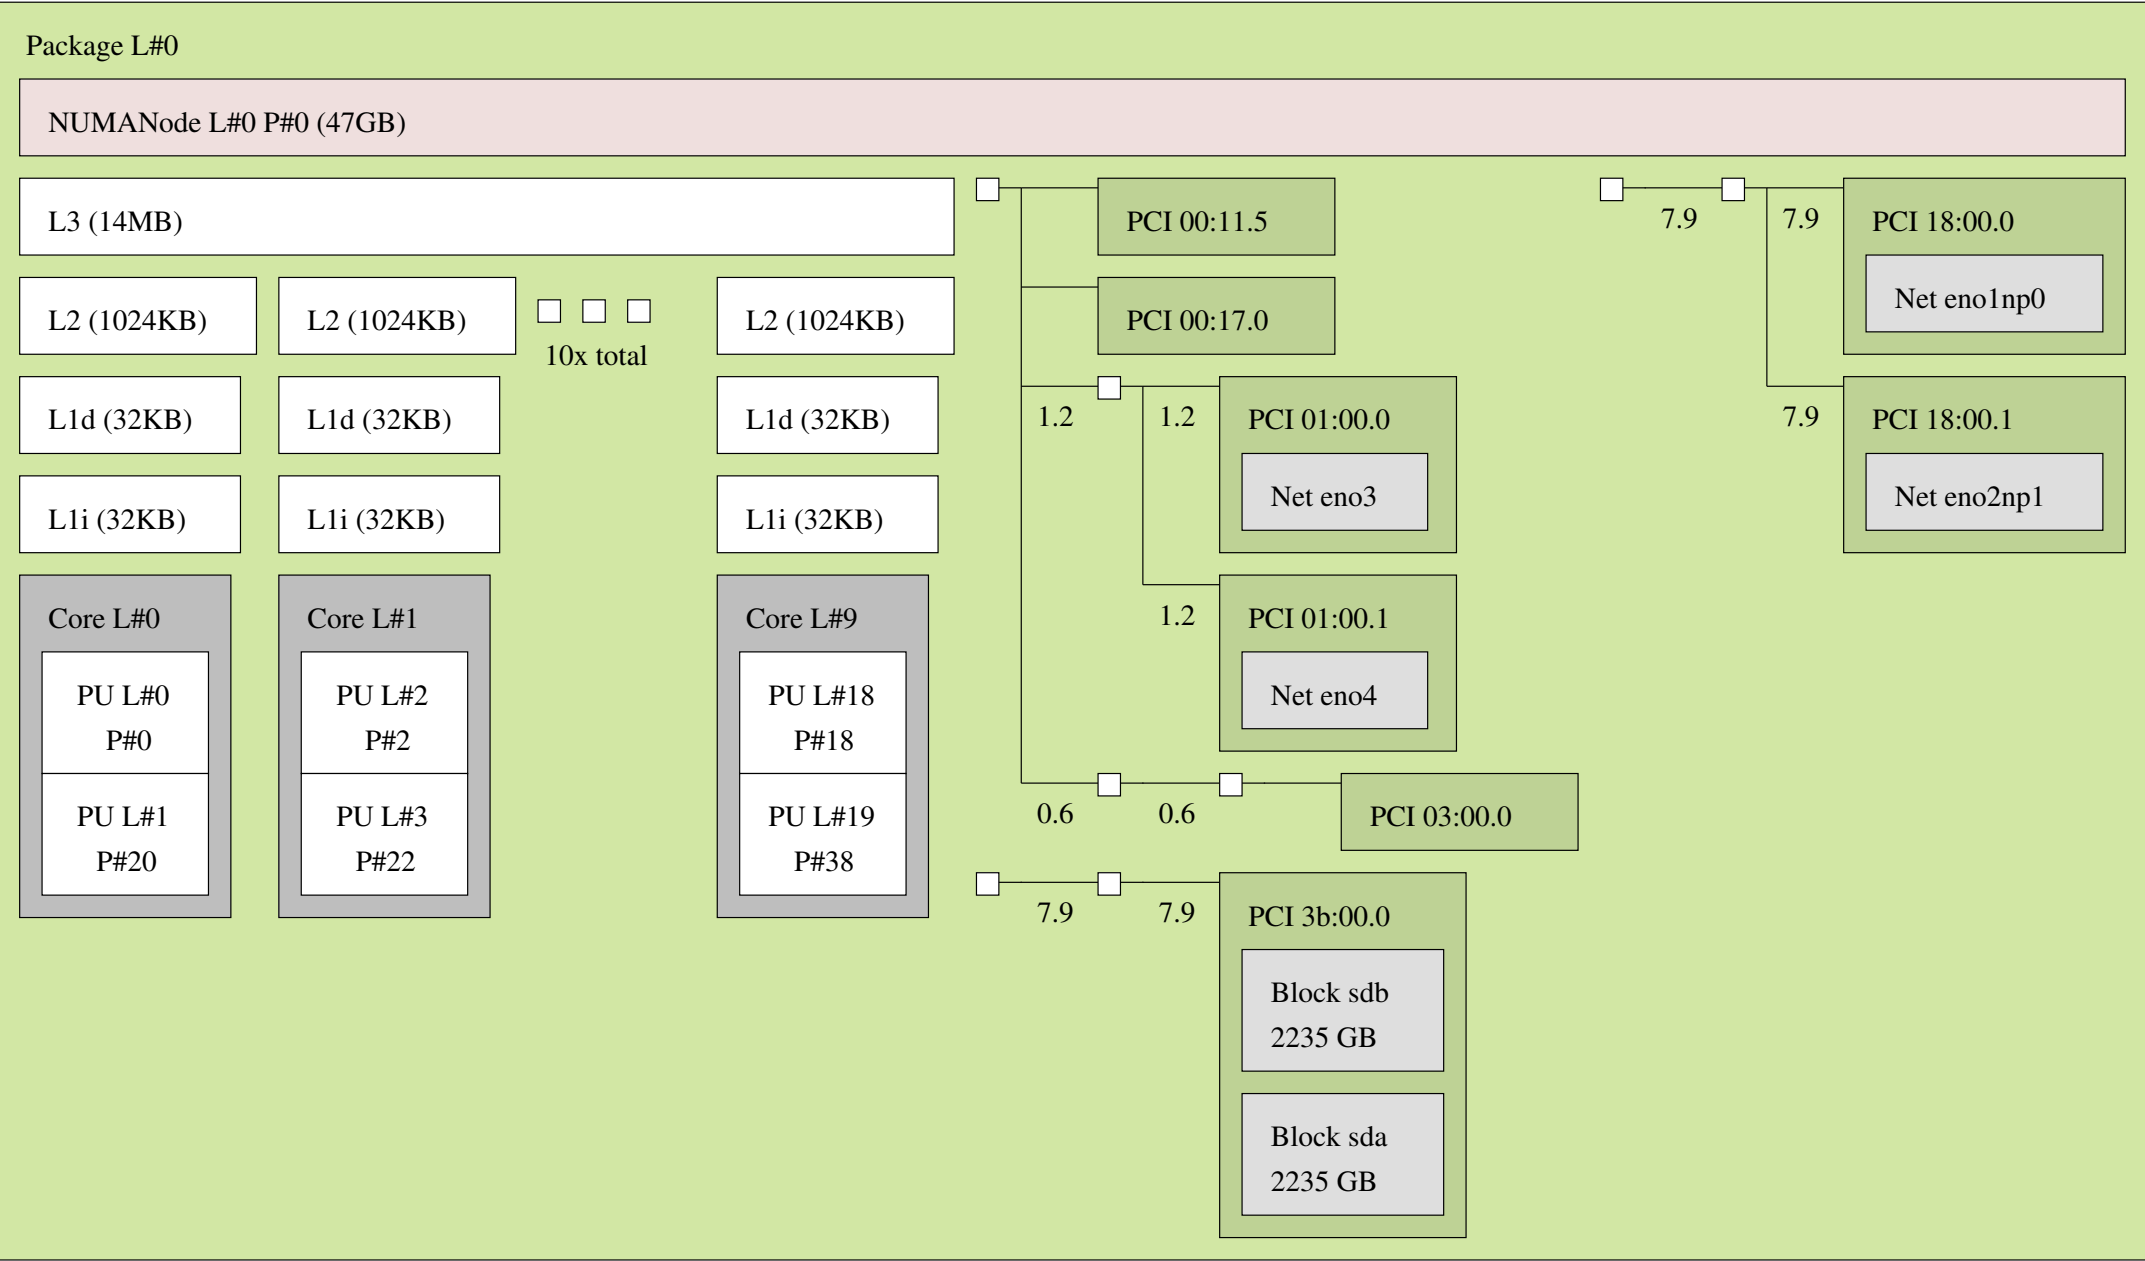 Package L#0
NUMANode L#0 P#0 (47GB)
L3 (14MB)
L2 (1024KB)
L2 (1024KB)
10x total
L2 (1024KB)
L1d (32KB)
L1d (32KB)
L1d (32KB)
L1i (32KB)
L1i (32KB)
L1i (32KB)
Core L#0
PU L#0
P#0
PU L#1
P#20
Core L#1
PU L#2
P#2
PU L#3
P#22
Core L#9
PU L#18
P#18
PU L#19
P#38
PCI 00:11.5
PCI 00:17.0
1.2
1.2
PCI 01:00.0
Net eno3
1.2
PCI 01:00.1
Net eno4
0.6
0.6
PCI 03:00.0
7.9
7.9
PCI 3b:00.0
Block sdb
2235 GB
Block sda
2235 GB
7.9
7.9
PCI 18:00.0
Net eno1np0
7.9
PCI 18:00.1
Net eno2np1